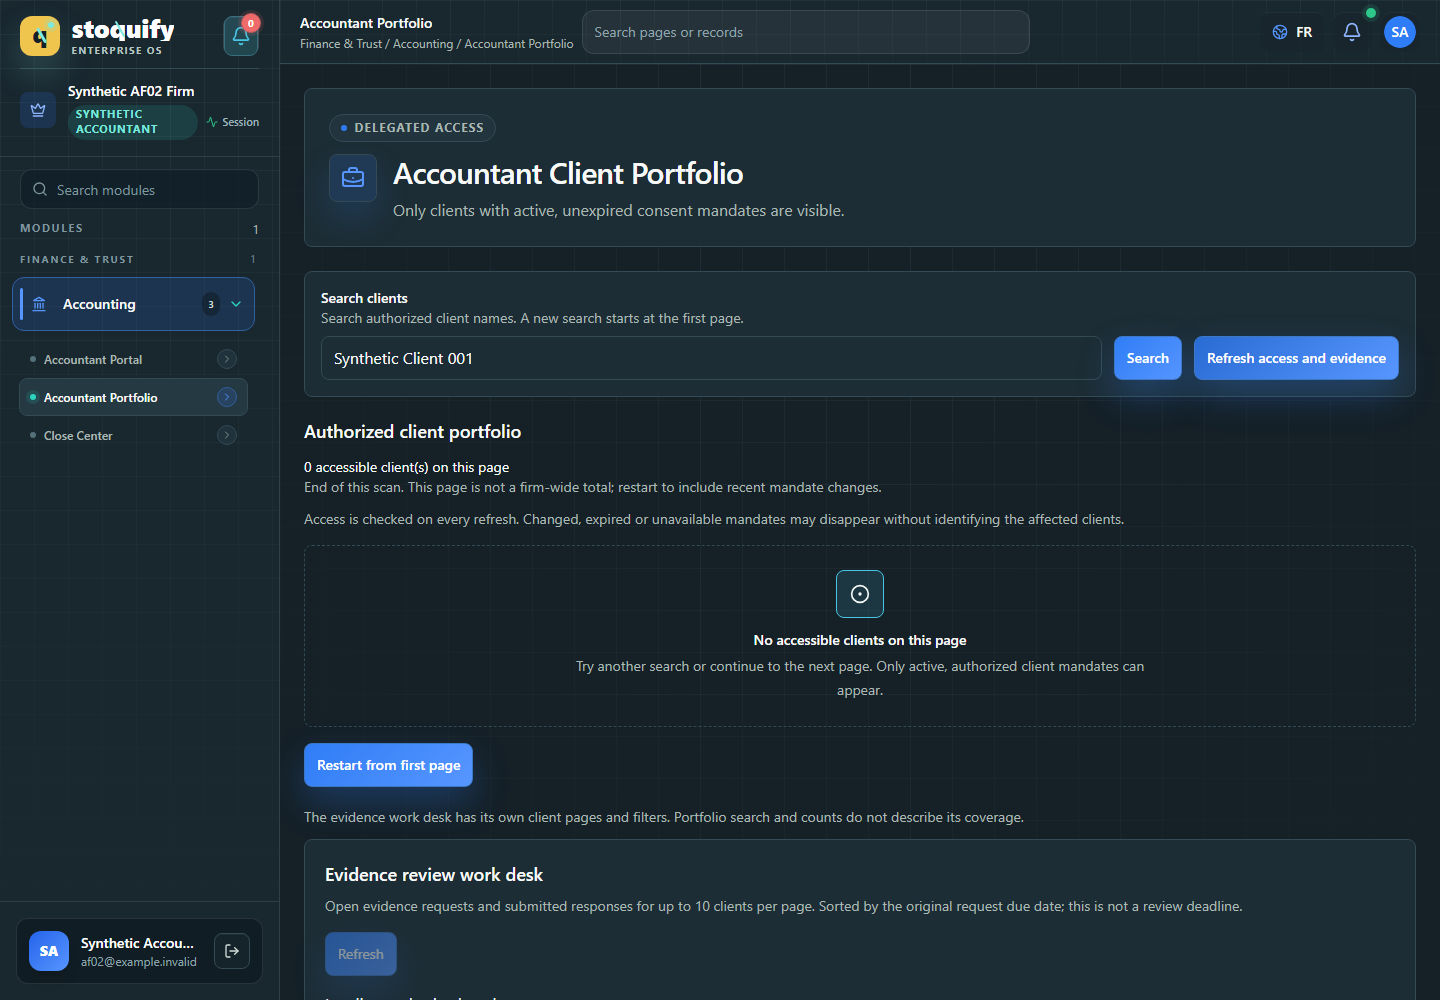 stoquify
ENTERPRISE OS
0
Synthetic AF02 Firm
SYNTHETIC
ACCOUNTANT
Session
Search modules
MODULES
1
FINANCE & TRUST
1
Accounting
3
Accountant Portal
Accountant Portfolio
Close Center
SA
Synthetic Accou...
af02@example.invalid
Accountant Portfolio
Finance & Trust / Accounting / Accountant Portfolio
Search pages or records
FR
SA
DELEGATED ACCESS
Accountant Client Portfolio
Only clients with active, unexpired consent mandates are visible.
Search clients
Search authorized client names. A new search starts at the first page.
Synthetic Client 001
Search
Refresh access and evidence
Authorized client portfolio
0 accessible client(s) on this page
End of this scan. This page is not a firm-wide total; restart to include recent mandate changes.
Access is checked on every refresh. Changed, expired or unavailable mandates may disappear without identifying the affected clients.
No accessible clients on this page
Try another search or continue to the next page. Only active, authorized client mandates can
appear.
Restart from first page
The evidence work desk has its own client pages and filters. Portfolio search and counts do not describe its coverage.
Evidence review work desk
Open evidence requests and submitted responses for up to 10 clients per page. Sorted by the original request due date; this is not a review deadline.
Refresh